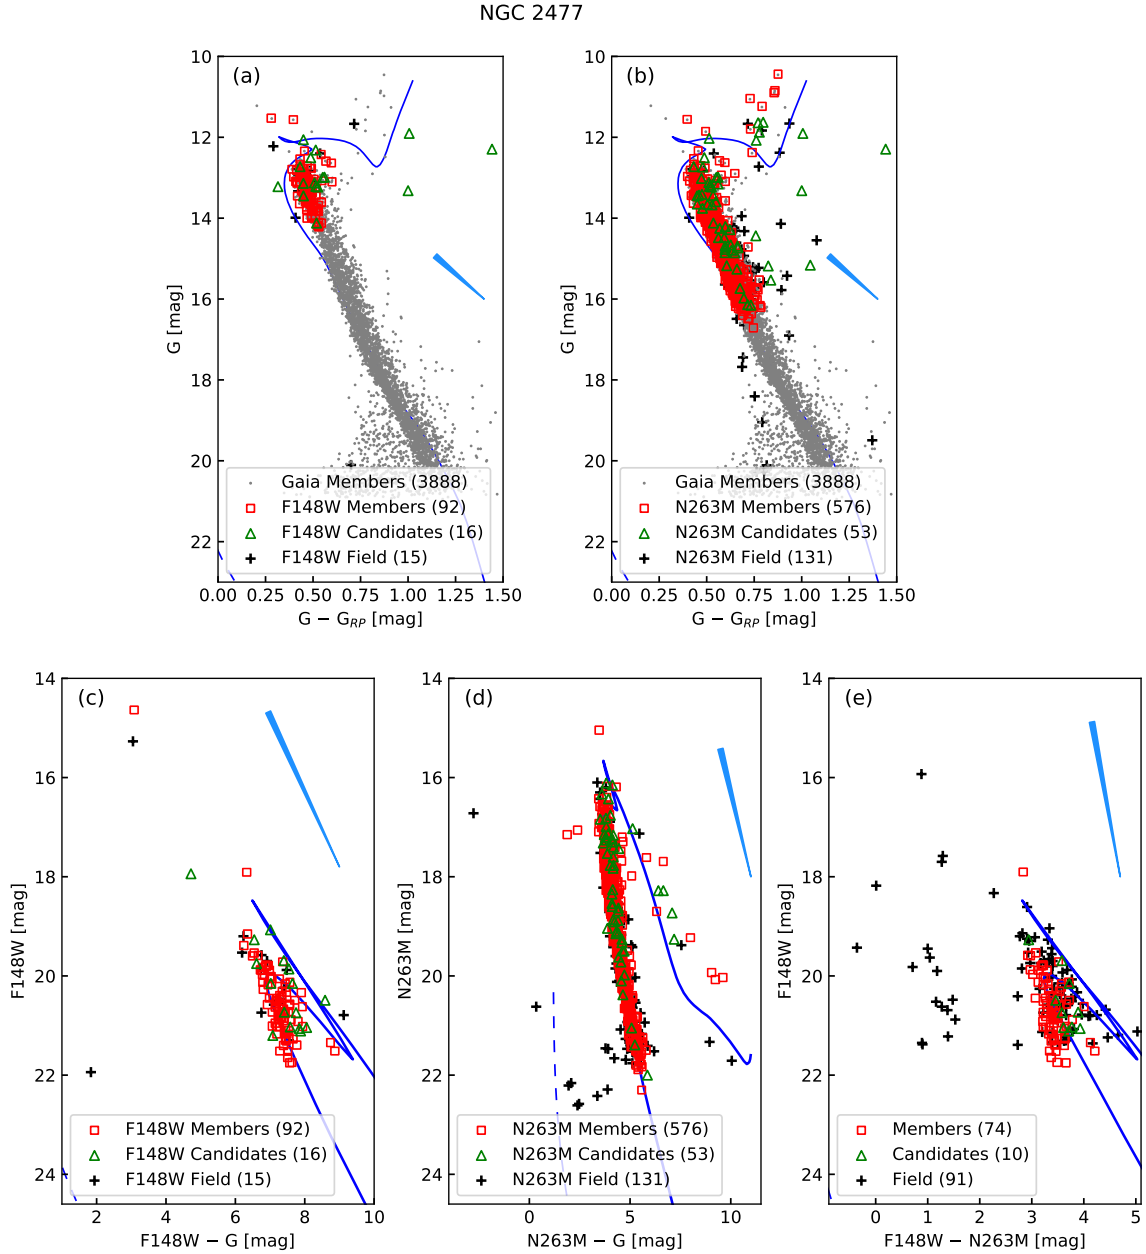 NGC 2477
(a)
10
12
14
16
18
20
22
G [mag]
0.00 0.25 0.50 0.75 1.00 1.25 1.50
G − G_RP [mag]
Gaia Members (3888)
F148W Members (92)
F148W Candidates (16)
F148W Field (15)
(b)
10
12
14
16
18
20
22
G [mag]
0.00 0.25 0.50 0.75 1.00 1.25 1.50
G − G_RP [mag]
Gaia Members (3888)
N263M Members (576)
N263M Candidates (53)
N263M Field (131)
(c)
14
16
18
20
22
24
F148W [mag]
2 4 6 8 10
F148W − G [mag]
F148W Members (92)
F148W Candidates (16)
F148W Field (15)
(d)
14
16
18
20
22
24
N263M [mag]
0 5 10
N263M − G [mag]
N263M Members (576)
N263M Candidates (53)
N263M Field (131)
(e)
14
16
18
20
22
24
F148W [mag]
0 1 2 3 4 5
F148W − N263M [mag]
Members (74)
Candidates (10)
Field (91)